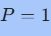 P = 1